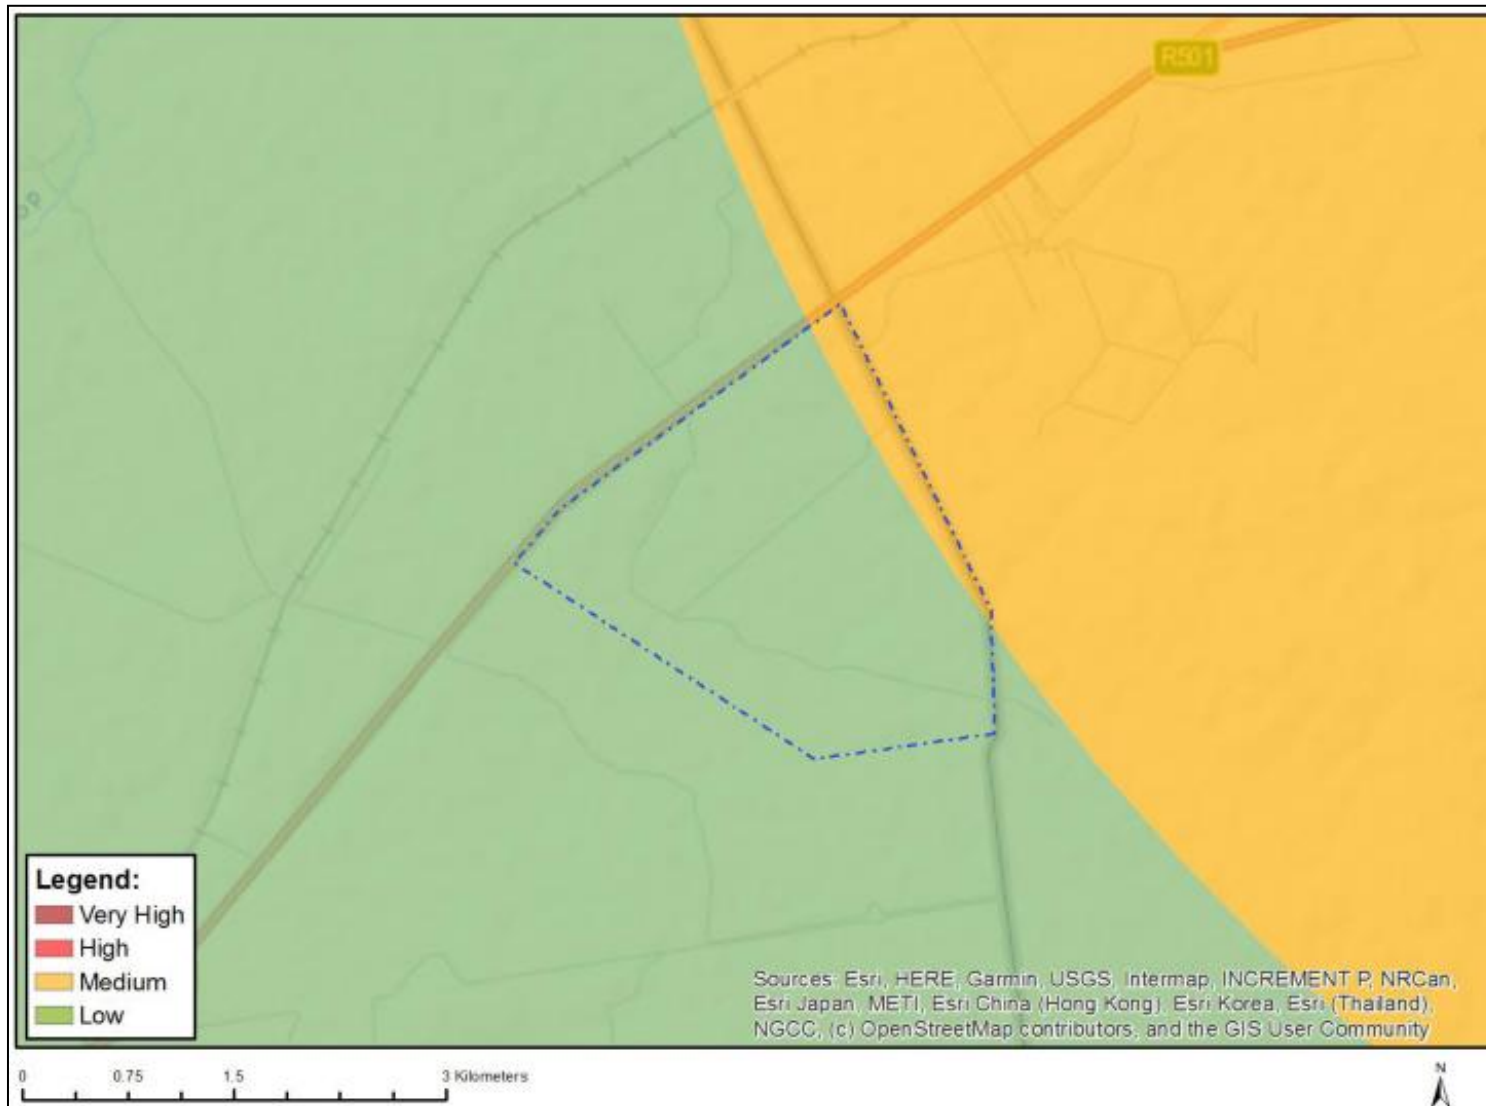 R501
Legend:
Very High
High
Medium
Low
Sources: Esri, HERE, Garmin, USGS, Intermap, INCREMENT P, NRCan,
Esri Japan, METI, Esri China (Hong Kong), Esri Korea, Esri (Thailand),
NGCC, (c) OpenStreetMap contributors, and the GIS User Community
0 0.75 1.5 3 Kilometers
N